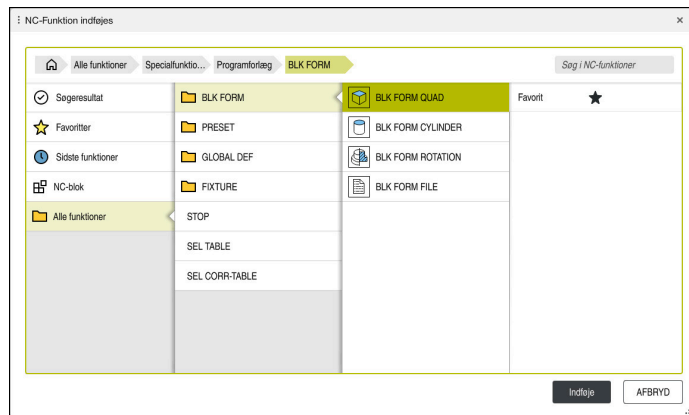 NC-Funktion indføjes
Alle funktioner
Specialfunktio...
Programforlæg
BLK FORM
Søg i NC-funktioner
Søgeresultat
Favoritter
Sidste funktioner
NC-blok
Alle funktioner
BLK FORM
PRESET
GLOBAL DEF
FIXTURE
STOP
SEL TABLE
SEL CORR-TABLE
BLK FORM QUAD
BLK FORM CYLINDER
BLK FORM ROTATION
BLK FORM FILE
Favorit
Indføje
AFBRYD